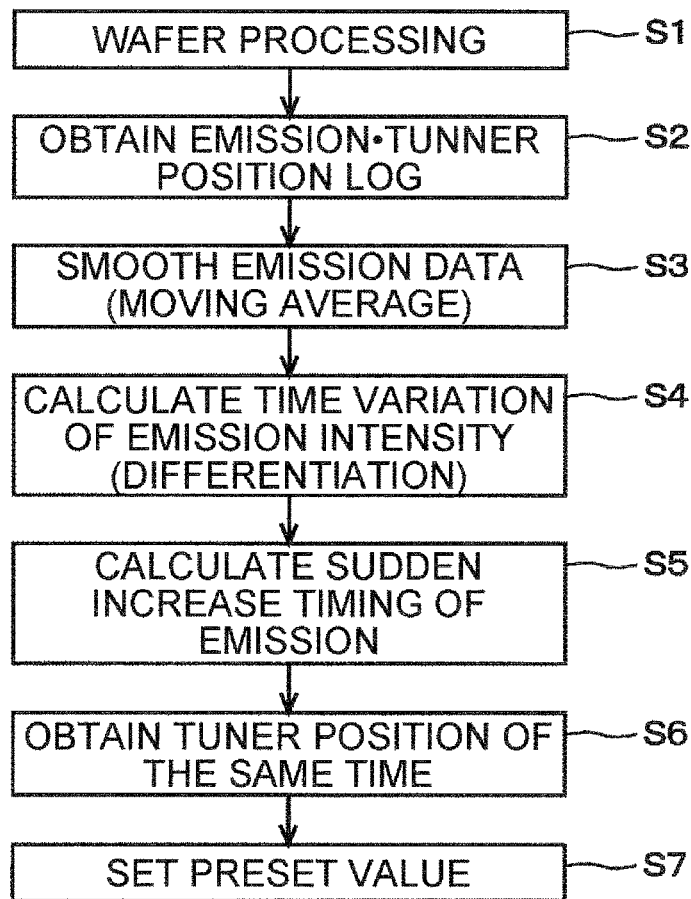 WAFER PROCESSING
S1
OBTAIN EMISSION•TUNNER
POSITION LOG
S2
SMOOTH EMISSION DATA
(MOVING AVERAGE)
S3
CALCULATE TIME VARIATION
OF EMISSION INTENSITY
(DIFFERENTIATION)
S4
CALCULATE SUDDEN
INCREASE TIMING OF
EMISSION
S5
OBTAIN TUNER POSITION OF
THE SAME TIME
S6
SET PRESET VALUE
S7